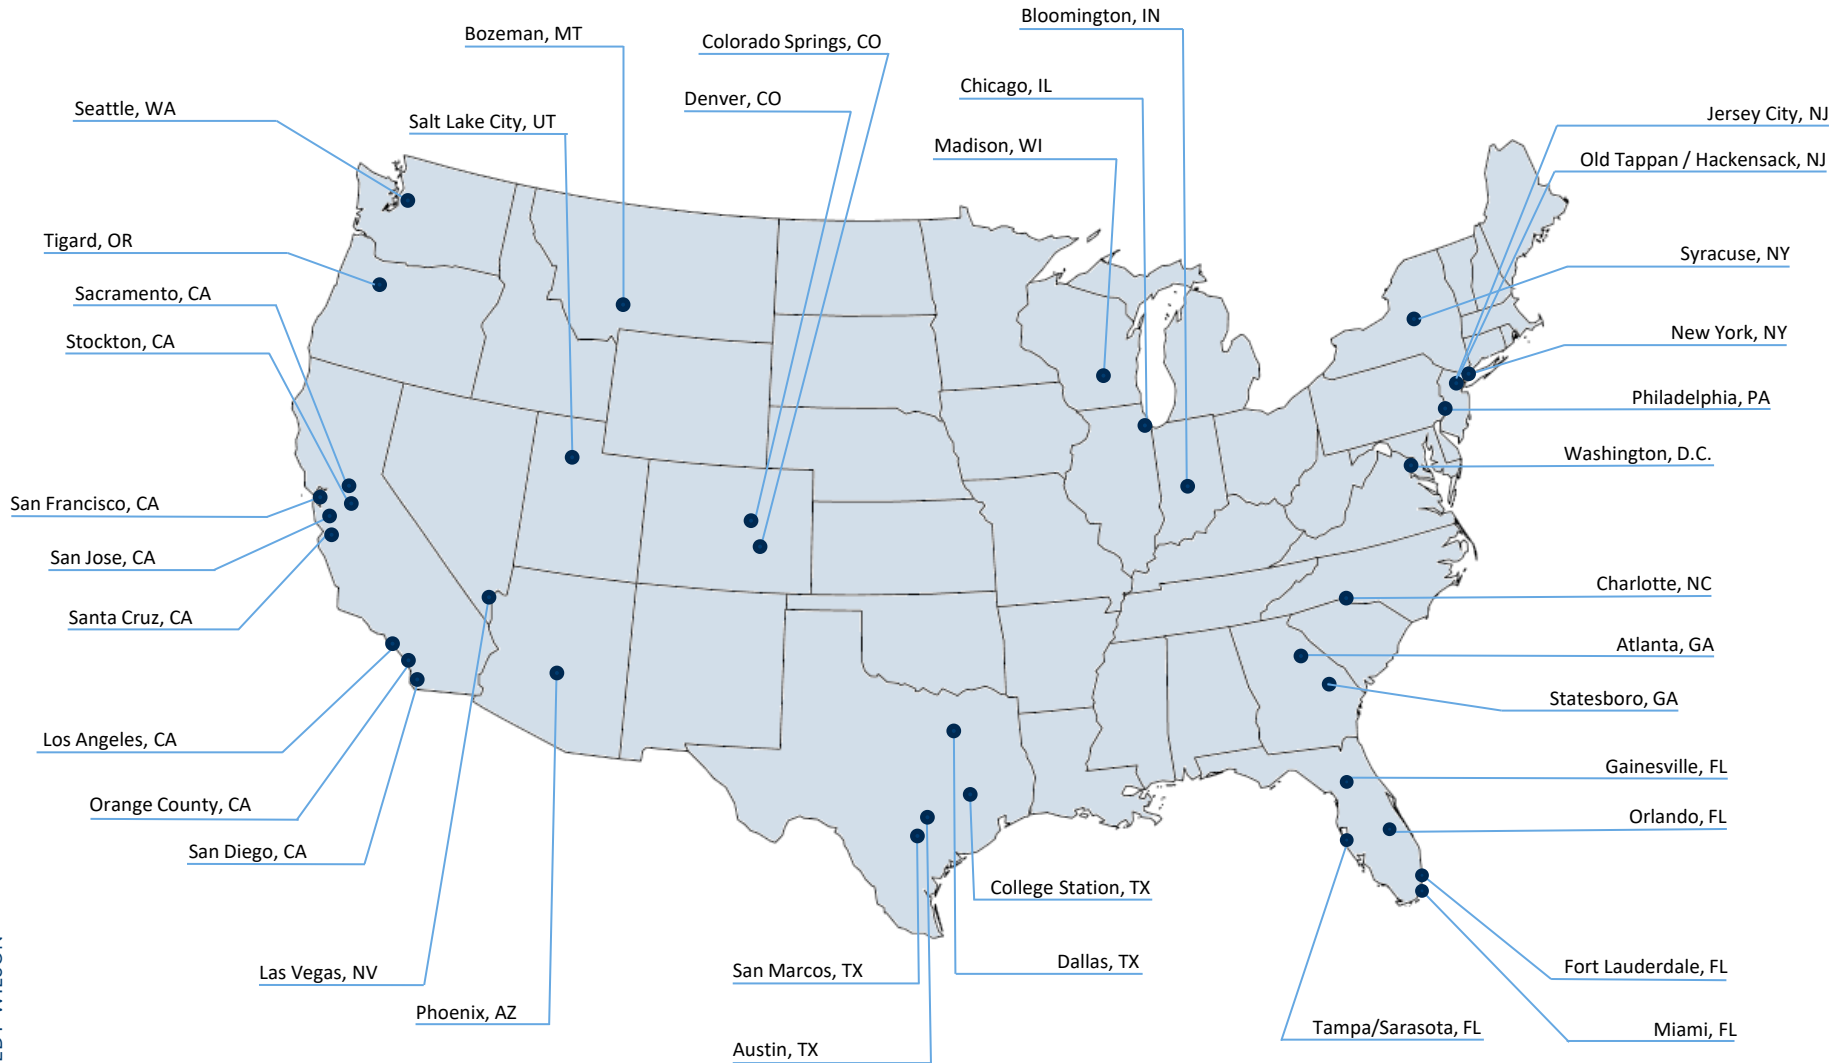 Bloomington, IN
Bozeman, MT
Colorado Springs, CO
Chicago, IL
Denver, CO
Seattle, WA
Salt Lake City, UT
Jersey City, NJ
Madison, WI
Old Tappan / Hackensack, NJ
Tigard, OR
Syracuse, NY
Sacramento, CA
Stockton, CA
New York, NY
Philadelphia, PA
Washington, D.C.
San Francisco, CA
San Jose, CA
Charlotte, NC
Santa Cruz, CA
Atlanta, GA
Statesboro, GA
Los Angeles, CA
Gainesville, FL
Orange County, CA
Orlando, FL
San Diego, CA
College Station, TX
Dallas, TX
Fort Lauderdale, FL
San Marcos, TX
Las Vegas, NV
Phoenix, AZ
Tampa/Sarasota, FL
Miami, FL
Austin, TX